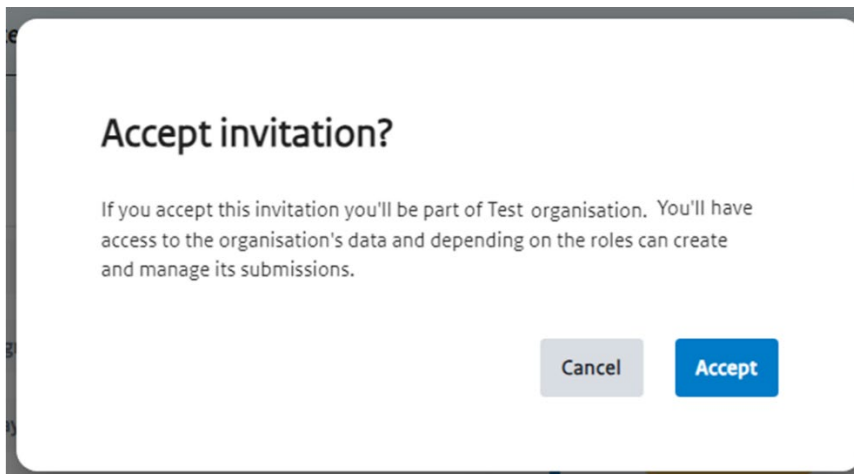 Accept invitation?
If you accept this invitation you'll be part of Test organisation. You'll have
access to the organisation's data and depending on the roles can create
and manage its submissions.
Cancel Accept